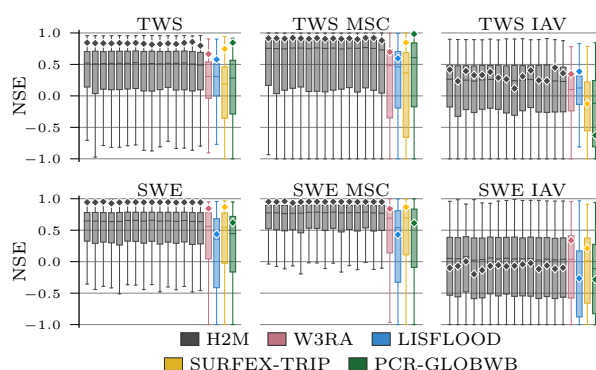 TWS TWS MSC TWS IAV
NSE
1.0
0.5
0.0
−0.5
−1.0
SWE SWE MSC SWE IAV
NSE
1.0
0.5
0.0
−0.5
−1.0
H2M W3RA LISFLOOD
SURFEX-TRIP PCR-GLOBWB